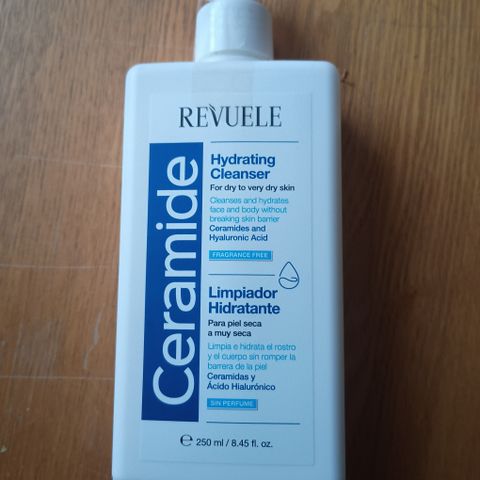 REVUELE
Ceramide
Hydrating
Cleanser
For dry to very dry skin
Cleanses and hydrates
face and body without
breaking skin barrier
Ceramides and
Hyaluronic Acid
FRAGRANCE FREE
Limpiador
Hidratante
Para piel seca
a muy seca
Limpia e hidrata el rostro
y el cuerpo sin romper la
barrera de la piel
Ceramidas y
Ácido Hialurónico
SIN PERFUME
℮ 250 ml / 8.45 fl. oz.